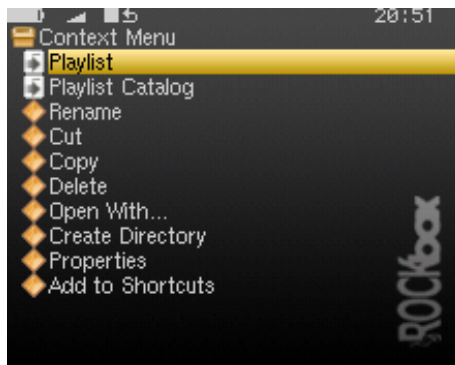 20:51
Context Menu
Playlist
Playlist Catalog
Rename
Cut
Copy
Delete
Open With...
Create Directory
Properties
Add to Shortcuts
ROCKbox